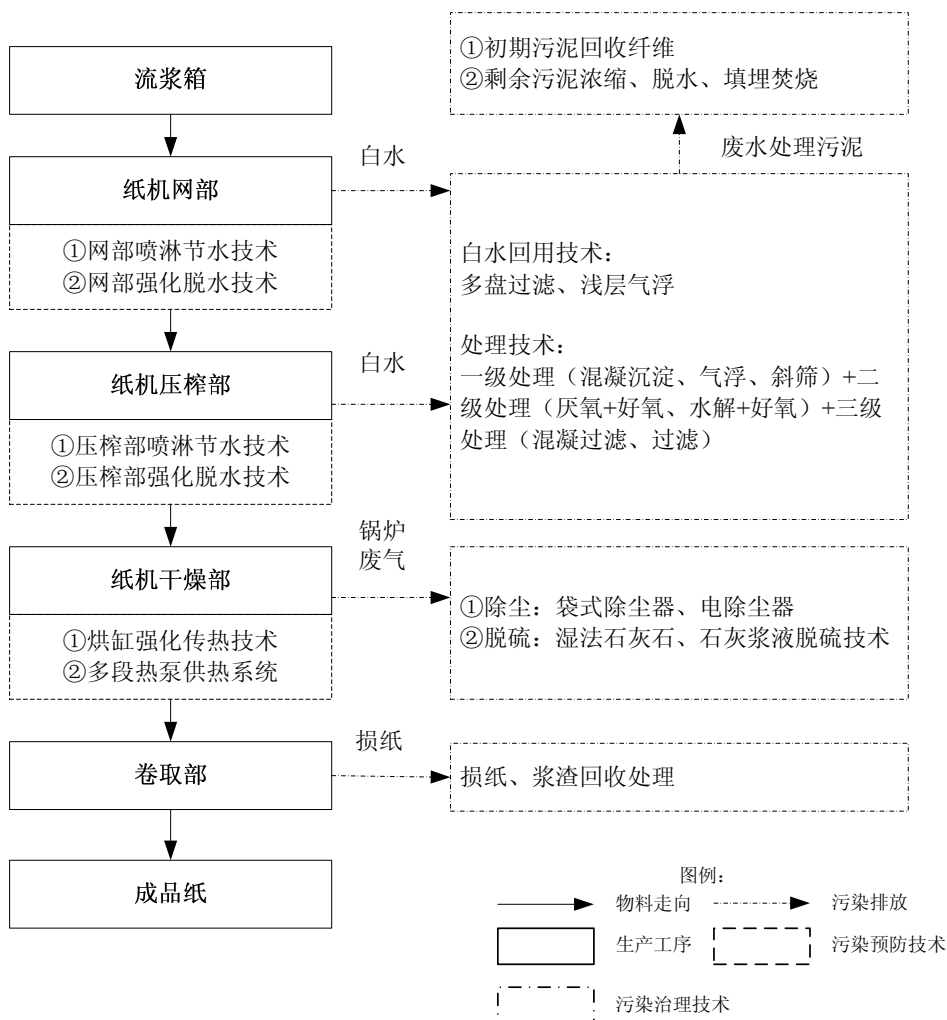 流浆箱
纸机网部
①网部喷淋节水技术
②网部强化脱水技术
纸机压榨部
①压榨部喷淋节水技术
②压榨部强化脱水技术
纸机干燥部
①烘缸强化传热技术
②多段热泵供热系统
卷取部
成品纸
白水
白水
锅炉
废气
损纸
①初期污泥回收纤维
②剩余污泥浓缩、脱水、填埋焚烧
废水处理污泥
白水回用技术：
多盘过滤、浅层气浮
处理技术：
一级处理（混凝沉淀、气浮、斜筛）+二
级处理（厌氧+好氧、水解+好氧）+三级
处理（混凝过滤、过滤）
①除尘：袋式除尘器、电除尘器
②脱硫：湿法石灰石、石灰浆液脱硫技术
损纸、浆渣回收处理
图例：
物料走向
污染排放
生产工序
污染预防技术
污染治理技术